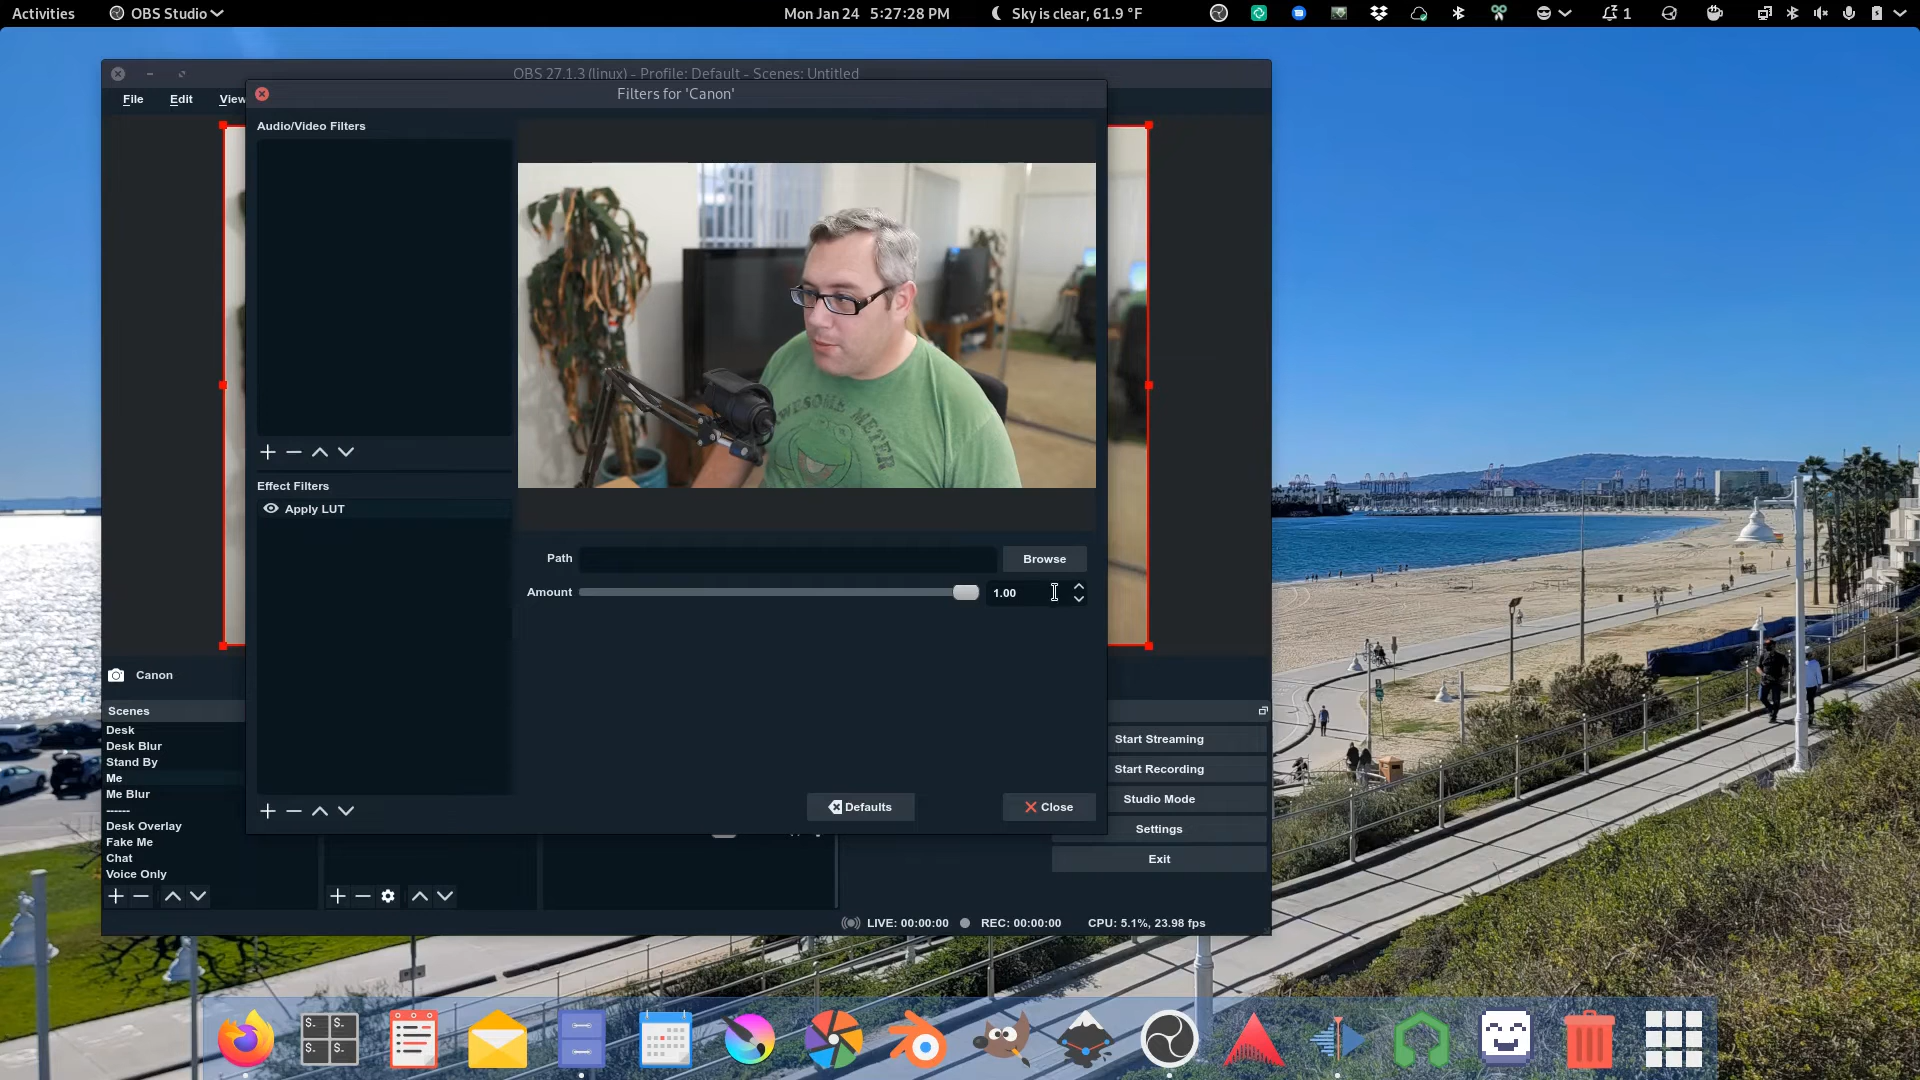 Activities
OBS Studio
Mon Jan 24 5:27:28 PM
Sky is clear, 61.9 °F
1
OBS 27.1.3 (linux) - Profile: Default - Scenes: Untitled
File Edit View
Filters for 'Canon'
Audio/Video Filters
AWESOME METER
Effect Filters
Apply LUT
Path
Browse
Amount
1.00
Defaults
Close
Canon
Scenes
Desk
Desk Blur
Stand By
Me
Me Blur
------
Desk Overlay
Fake Me
Chat
Voice Only
Start Streaming
Start Recording
Studio Mode
Settings
Exit
LIVE: 00:00:00
REC: 00:00:00
CPU: 5.1%, 23.98 fps
$- $-
$- $-